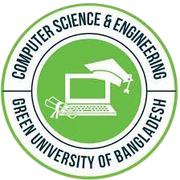 COMPUTER SCIENCE & ENGINEERING
GREEN UNIVERSITY OF BANGLADESH